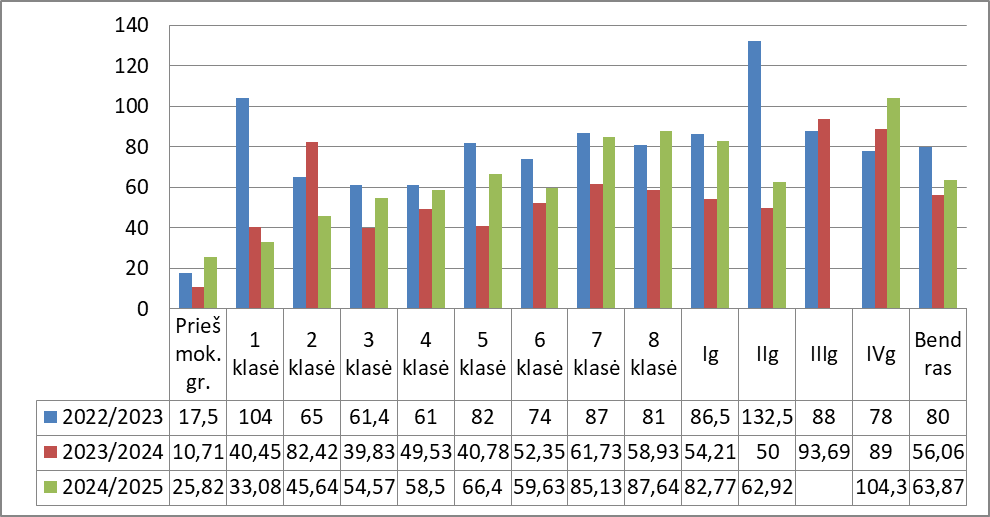 140
120
100
80
60
40
20
0
Prieš mok. gr. 1 klasė 2 klasė 3 klasė 4 klasė 5 klasė 6 klasė 7 klasė 8 klasė Ig IIg IIIg IVg Bend ras
2022/2023 17,5 104 65 61,4 61 82 74 87 81 86,5 132,5 88 78 80
2023/2024 10,71 40,45 82,42 39,83 49,53 40,78 52,35 61,73 58,93 54,21 50 93,69 89 56,06
2024/2025 25,82 33,08 45,64 54,57 58,5 66,4 59,63 85,13 87,64 82,77 62,92 104,3 63,87